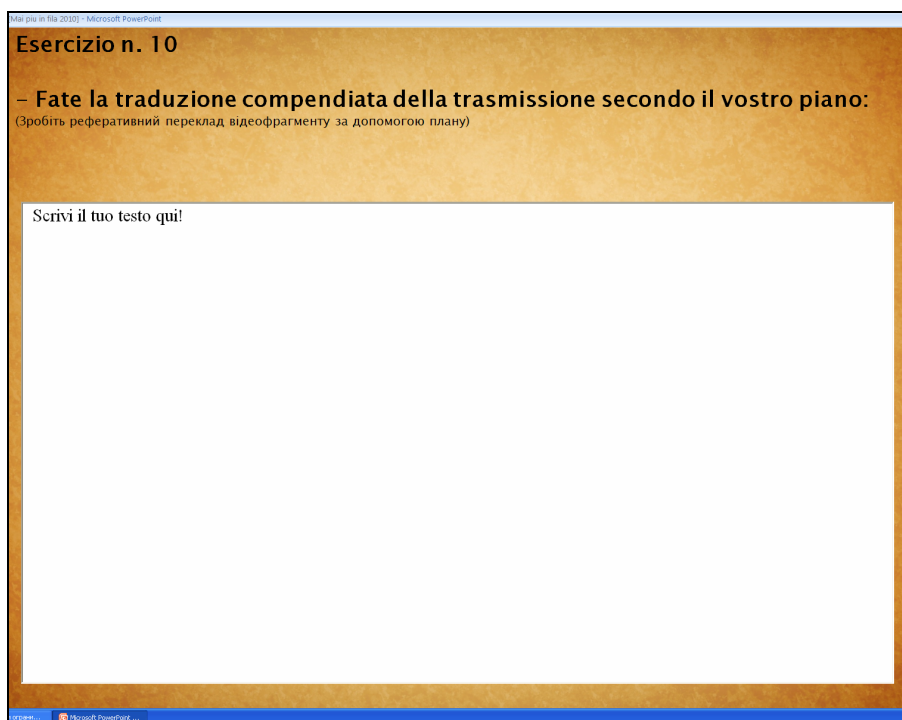 [Mai piu in fila 2010] - Microsoft PowerPoint
Esercizio n. 10
– Fate la traduzione compendiata della trasmissione secondo il vostro piano:
(Зробіть реферативний переклад відеофрагменту за допомогою плану)
Scrivi il tuo testo qui!
Microsoft PowerPoint ...